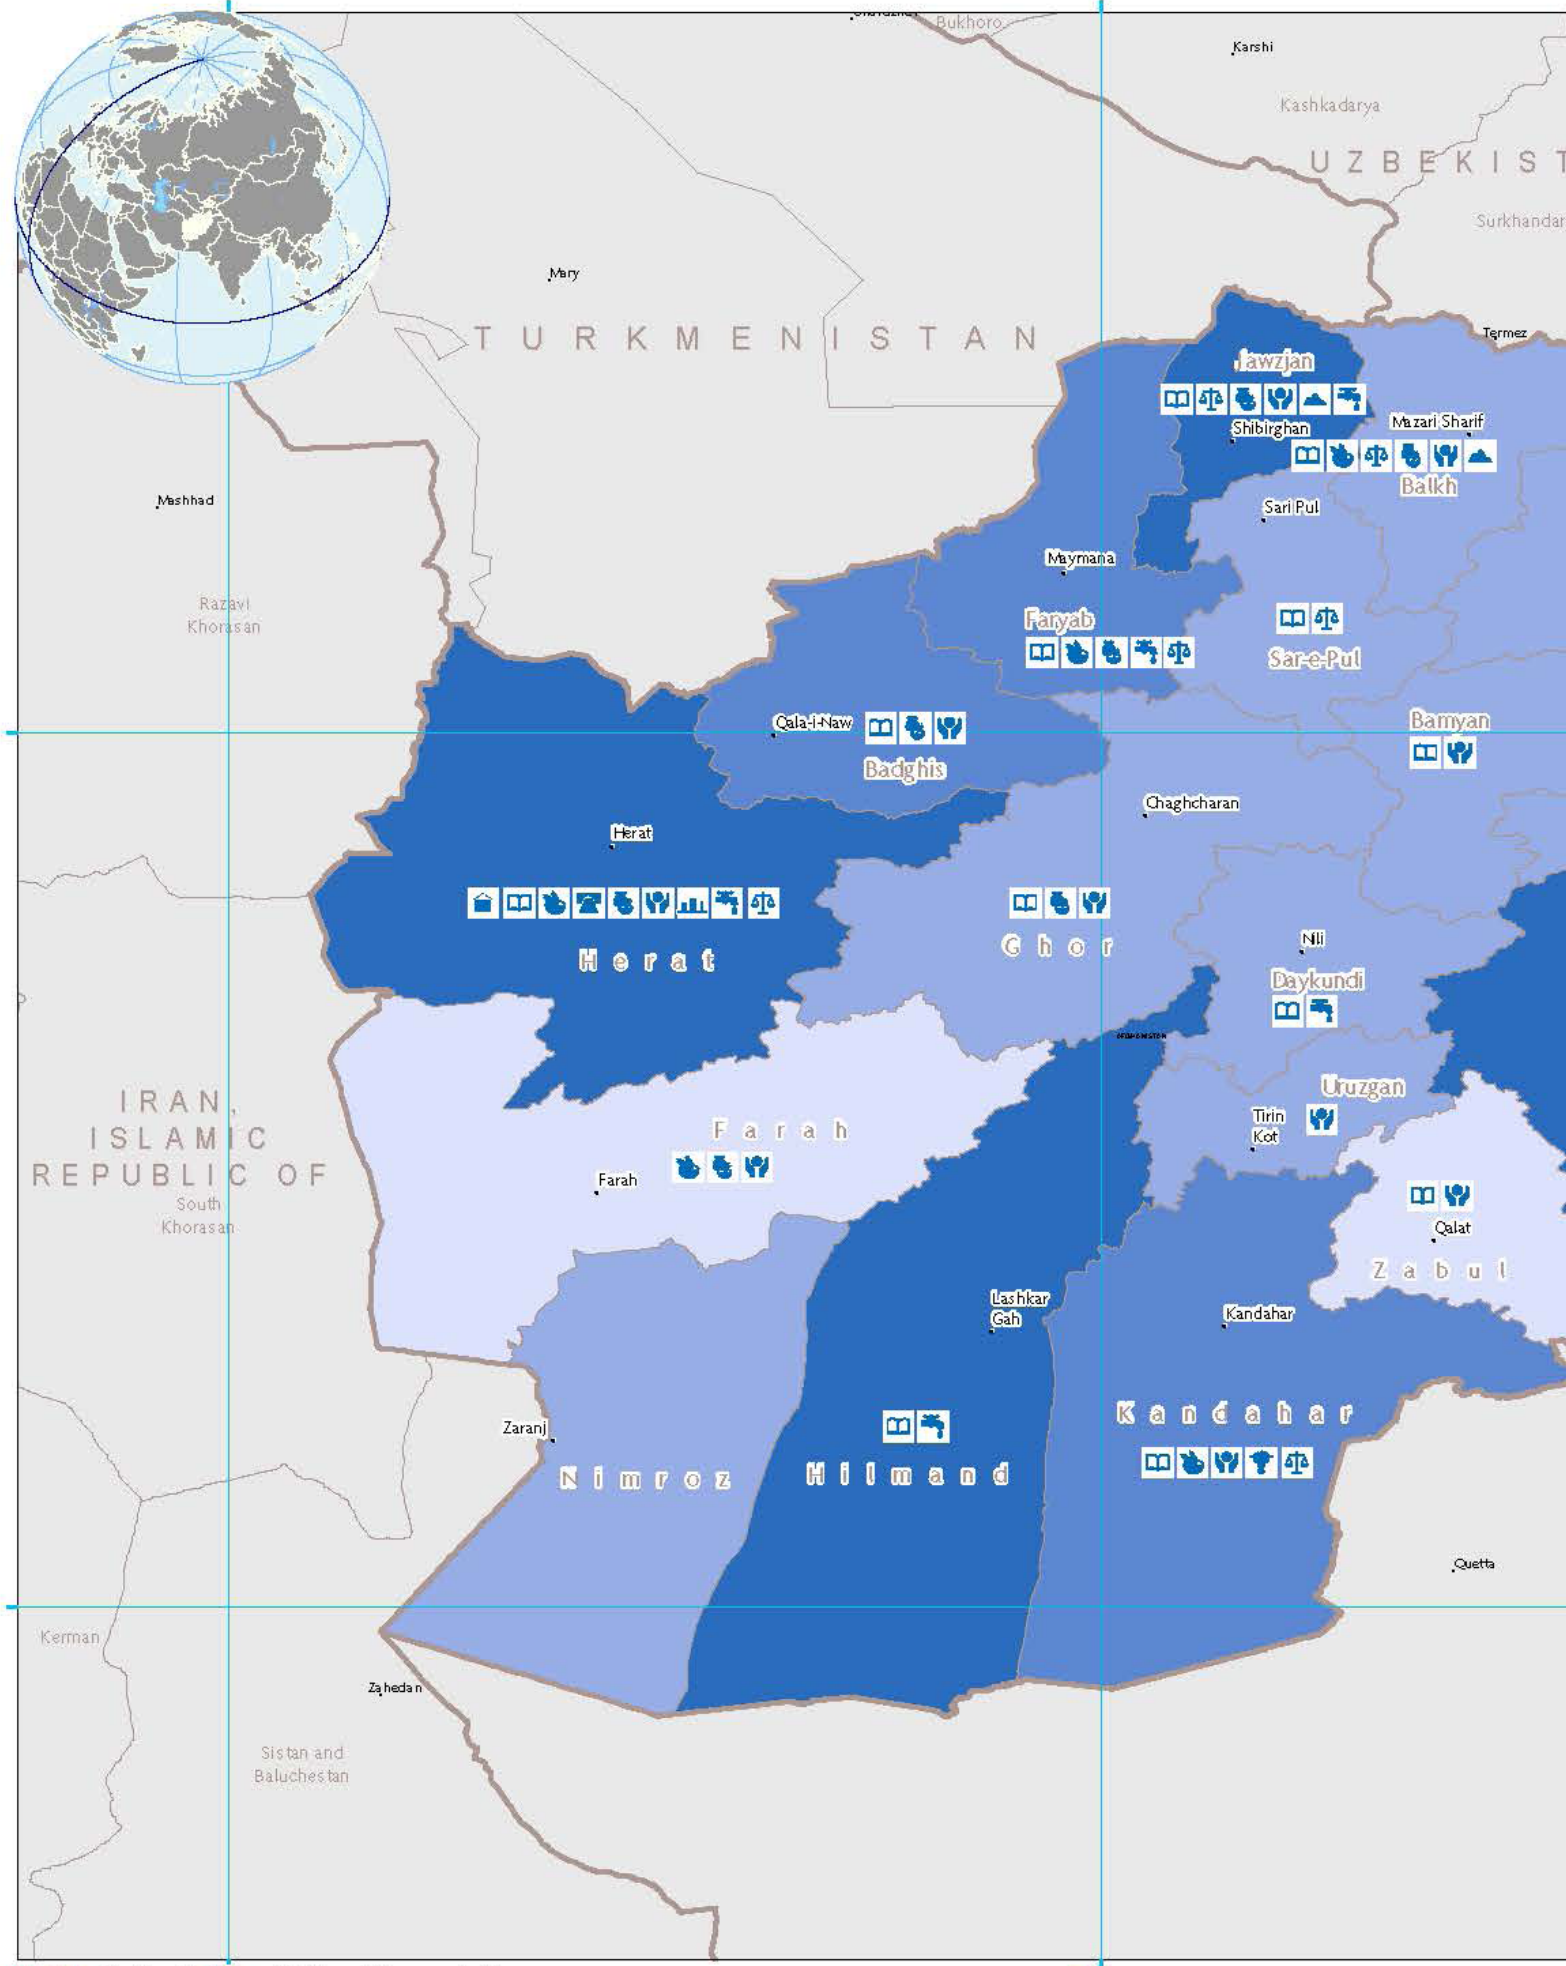 Bukhoro
Karshi
Kashkadarya
UZBEKIST
Surkhandar
Mary
TURKMENISTAN
Termez
Jawzjan
Shibirghan
Mazari Sharif
Balkh
Mashhad
Sari Pul
Maymana
Razavi
Khorasan
Faryab
Sar-e-Pul
Qala-i-Naw
Badghis
Bamyan
Chaghcharan
Herat
Herat
Ghor
Nili
Daykundi
AFGHANISTAN
IRAN,
ISLAMIC
REPUBLIC OF
South
Khorasan
Uruzgan
Tirin
Kot
Farah
Farah
Qalat
Zabul
Lashkar
Gah
Kandahar
Kandahar
Zaranj
Nimroz
Hilmand
Quetta
Kerman
Zahedan
Sistan and
Baluchestan